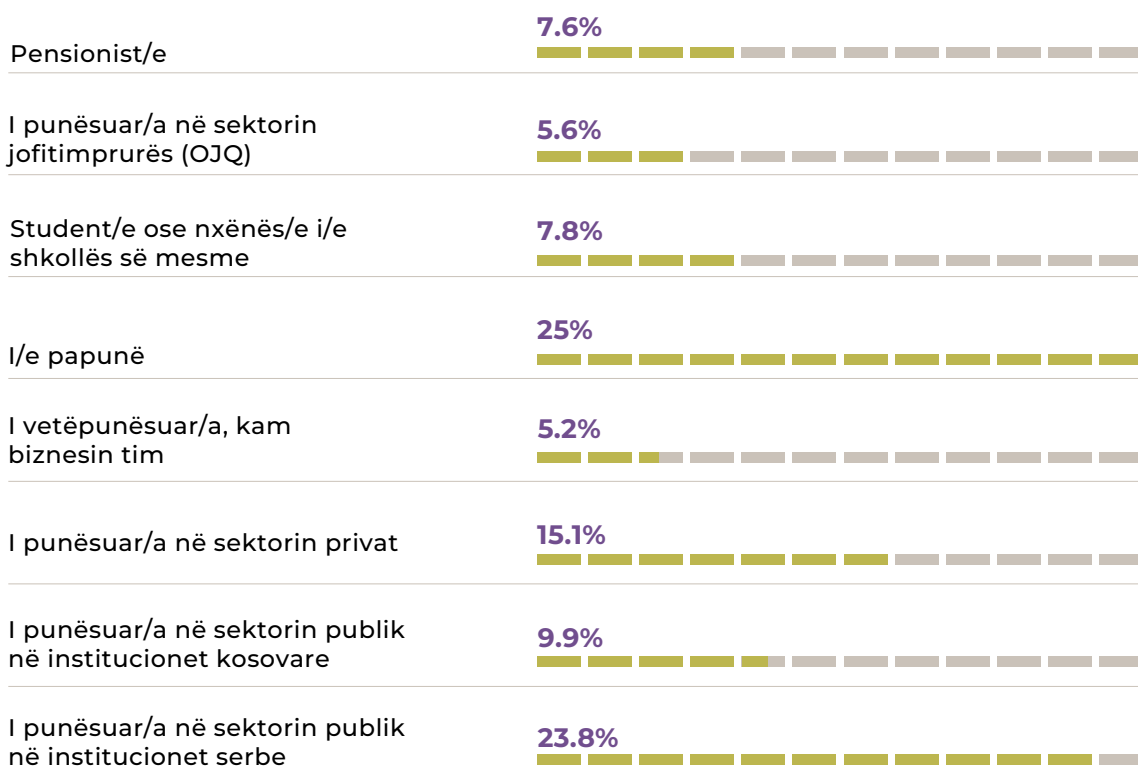 7.6%
Pensionist/e
I punësuar/a në sektorin
jofitimprurës (OJQ)
5.6%
Student/e ose nxënës/e i/e
shkollës së mesme
7.8%
25%
I/e papunë
I vetëpunësuar/a, kam
biznesin tim
5.2%
I punësuar/a në sektorin privat
15.1%
I punësuar/a në sektorin publik
në institucionet kosovare
9.9%
I punësuar/a në sektorin publik
në institucionet serbe
23.8%